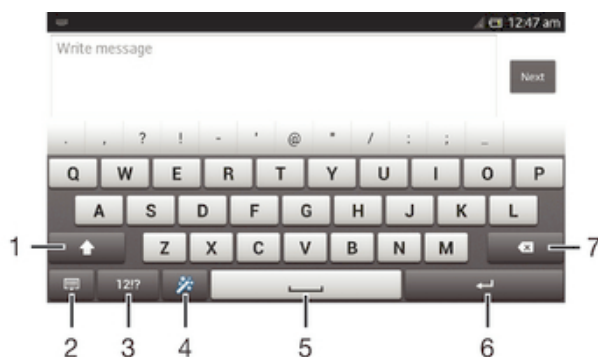 12:47 am
Write message
Next
. , ? ! - ' @ " / : ; _
Q W E R T Y U I O P
A S D F G H J K L
1 Z X C V B N M 7
12!?
2 3 4 5 6